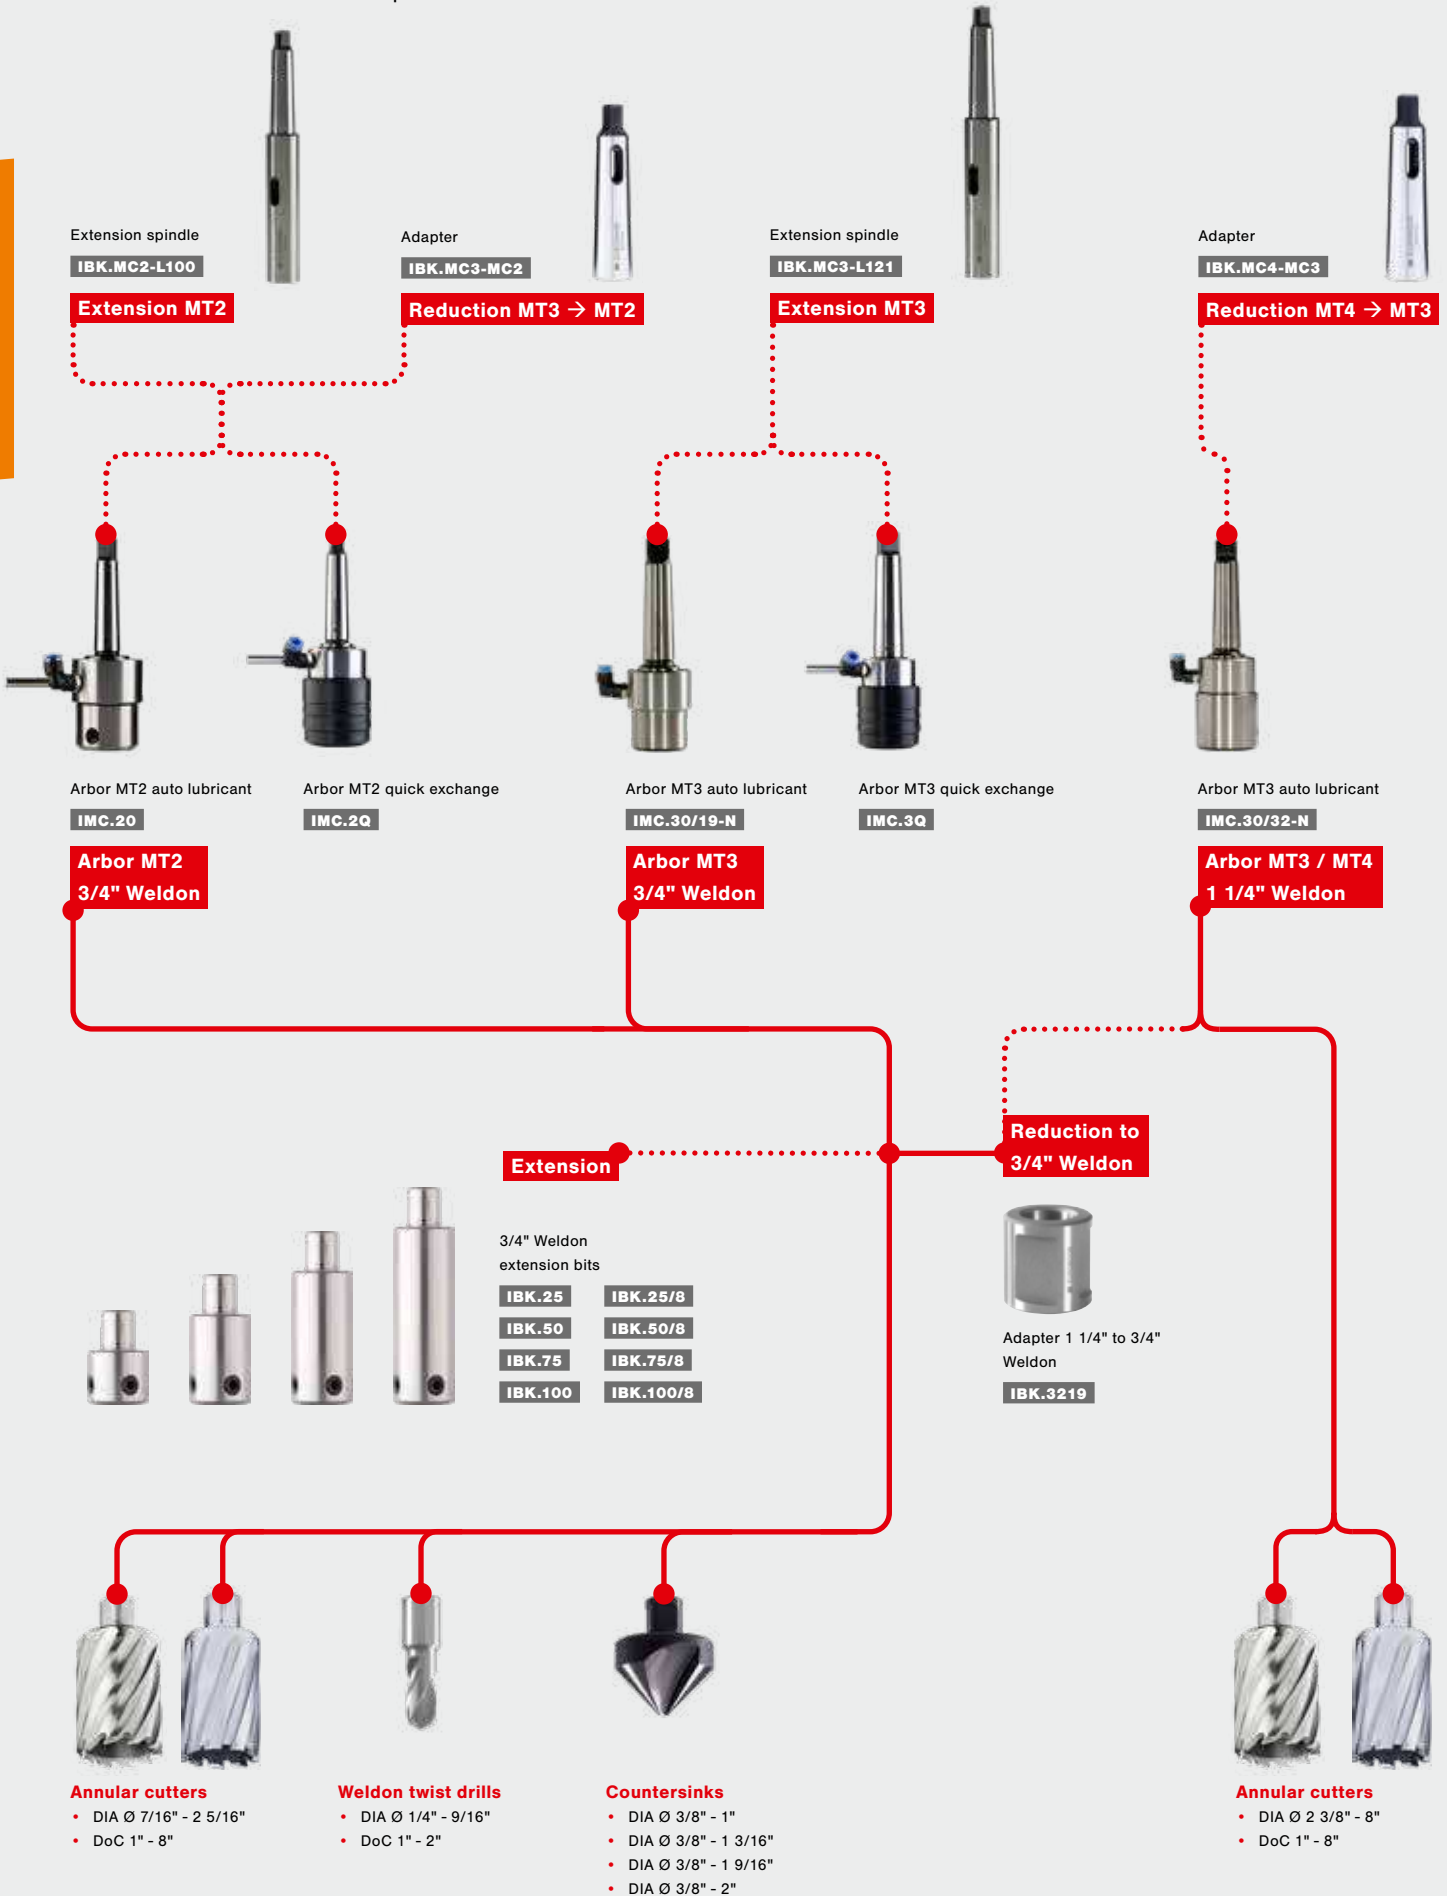 Extension spindle
IBK.MC2-L100
Extension MT2
Adapter
IBK.MC3-MC2
Reduction MT3 → MT2
Extension spindle
IBK.MC3-L121
Extension MT3
Adapter
IBK.MC4-MC3
Reduction MT4 → MT3
Arbor MT2 auto lubricant
IMC.20
Arbor MT2
3/4" Weldon
Arbor MT2 quick exchange
IMC.2Q
Arbor MT3 auto lubricant
IMC.30/19-N
Arbor MT3
3/4" Weldon
Arbor MT3 quick exchange
IMC.3Q
Arbor MT3 auto lubricant
IMC.30/32-N
Arbor MT3 / MT4
1 1/4" Weldon
Extension
3/4" Weldon
extension bits
IBK.25 IBK.25/8
IBK.50 IBK.50/8
IBK.75 IBK.75/8
IBK.100 IBK.100/8
Reduction to
3/4" Weldon
Adapter 1 1/4" to 3/4"
Weldon
IBK.3219
Annular cutters
• DIA Ø 7/16" - 2 5/16"
• DoC 1" - 8"
Weldon twist drills
• DIA Ø 1/4" - 9/16"
• DoC 1" - 2"
Countersinks
• DIA Ø 3/8" - 1"
• DIA Ø 3/8" - 1 3/16"
• DIA Ø 3/8" - 1 9/16"
• DIA Ø 3/8" - 2"
Annular cutters
• DIA Ø 2 3/8" - 8"
• DoC 1" - 8"